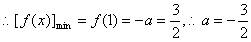 ∴[f(x)]min = f(1) = −a = 3/2, ∴ a = −3/2